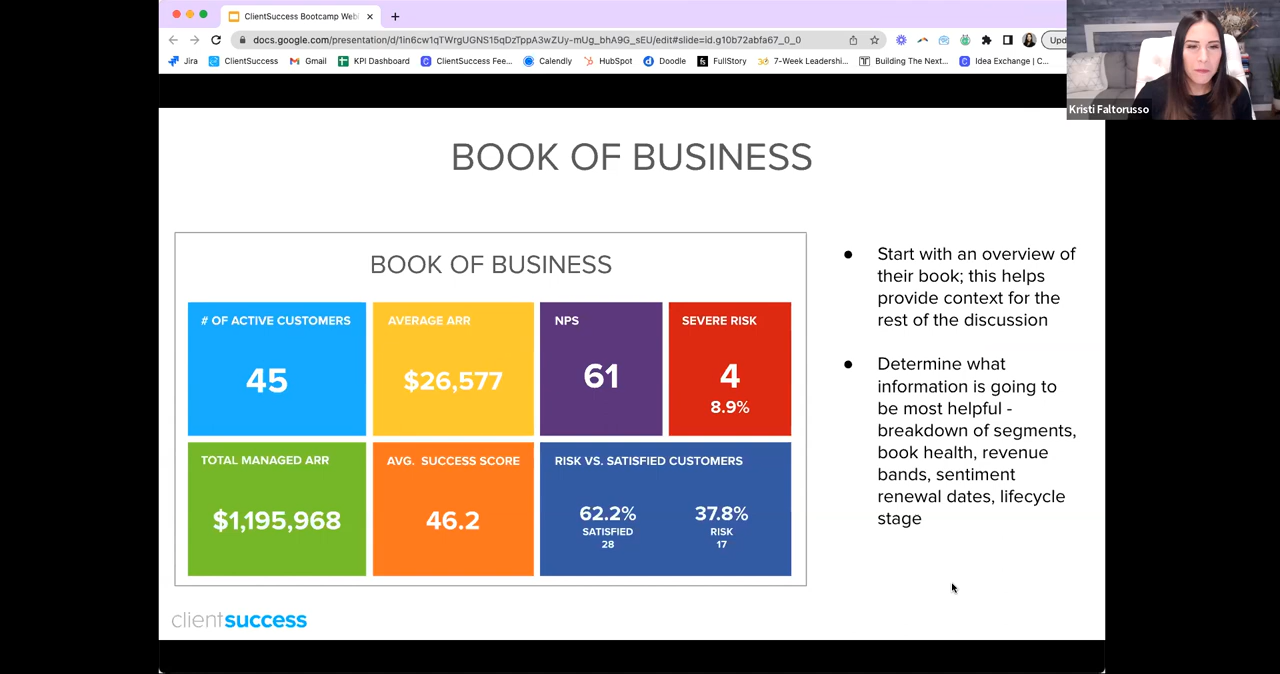 ClientSuccess Bootcamp Webi
docs.google.com/presentation/d/1in6cw1qTWrgUGNS15qDzTppA3wZUy-mUg_bhA9G_sEU/edit#slide=id.g10b72abfa67_0_0
Upd
Jira
ClientSuccess
Gmail
KPI Dashboard
ClientSuccess Fee...
Calendly
HubSpot
Doodle
FullStory
7-Week Leadershi...
Building The Next...
Idea Exchange | C...
Kristi Faltorusso
BOOK OF BUSINESS
BOOK OF BUSINESS
# OF ACTIVE CUSTOMERS
45
AVERAGE ARR
$26,577
NPS
61
SEVERE RISK
4
8.9%
TOTAL MANAGED ARR
$1,195,968
AVG. SUCCESS SCORE
46.2
RISK VS. SATISFIED CUSTOMERS
62.2%
SATISFIED
28
37.8%
RISK
17
● Start with an overview of
their book; this helps
provide context for the
rest of the discussion
● Determine what
information is going to
be most helpful -
breakdown of segments,
book health, revenue
bands, sentiment
renewal dates, lifecycle
stage
clientsuccess